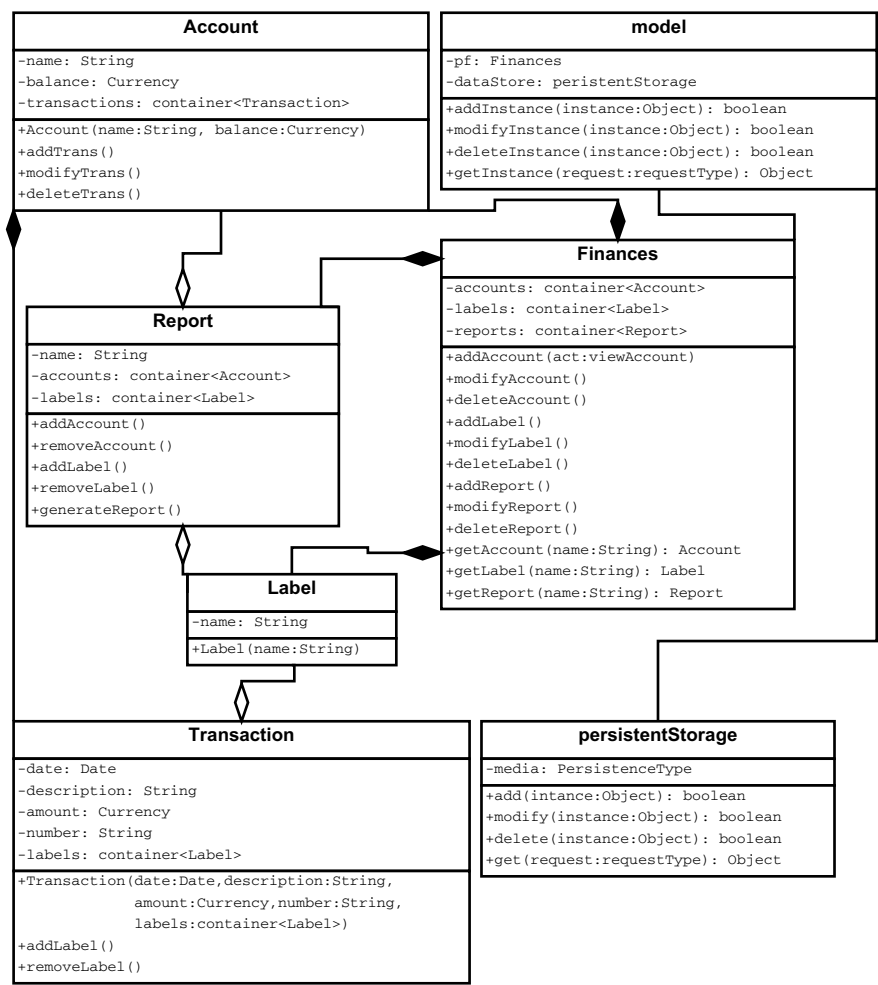 Account
-name: String
-balance: Currency
-transactions: container<Transaction>
+Account(name:String, balance:Currency)
+addTrans()
+modifyTrans()
+deleteTrans()
model
-pf: Finances
-dataStore: peristentStorage
+addInstance(instance:Object): boolean
+modifyInstance(instance:Object): boolean
+deleteInstance(instance:Object): boolean
+getInstance(request:requestType): Object
Finances
-accounts: container<Account>
-labels: container<Label>
-reports: container<Report>
+addAccount(act:viewAccount)
+modifyAccount()
+deleteAccount()
+addLabel()
+modifyLabel()
+deleteLabel()
+addReport()
+modifyReport()
+deleteReport()
+getAccount(name:String): Account
+getLabel(name:String): Label
+getReport(name:String): Report
Report
-name: String
-accounts: container<Account>
-labels: container<Label>
+addAccount()
+removeAccount()
+addLabel()
+removeLabel()
+generateReport()
Label
-name: String
+Label(name:String)
Transaction
-date: Date
-description: String
-amount: Currency
-number: String
-labels: container<Label>
+Transaction(date:Date,description:String,
amount:Currency,number:String,
labels:container<Label>)
+addLabel()
+removeLabel()
persistentStorage
-media: PersistenceType
+add(intance:Object): boolean
+modify(instance:Object): boolean
+delete(instance:Object): boolean
+get(request:requestType): Object